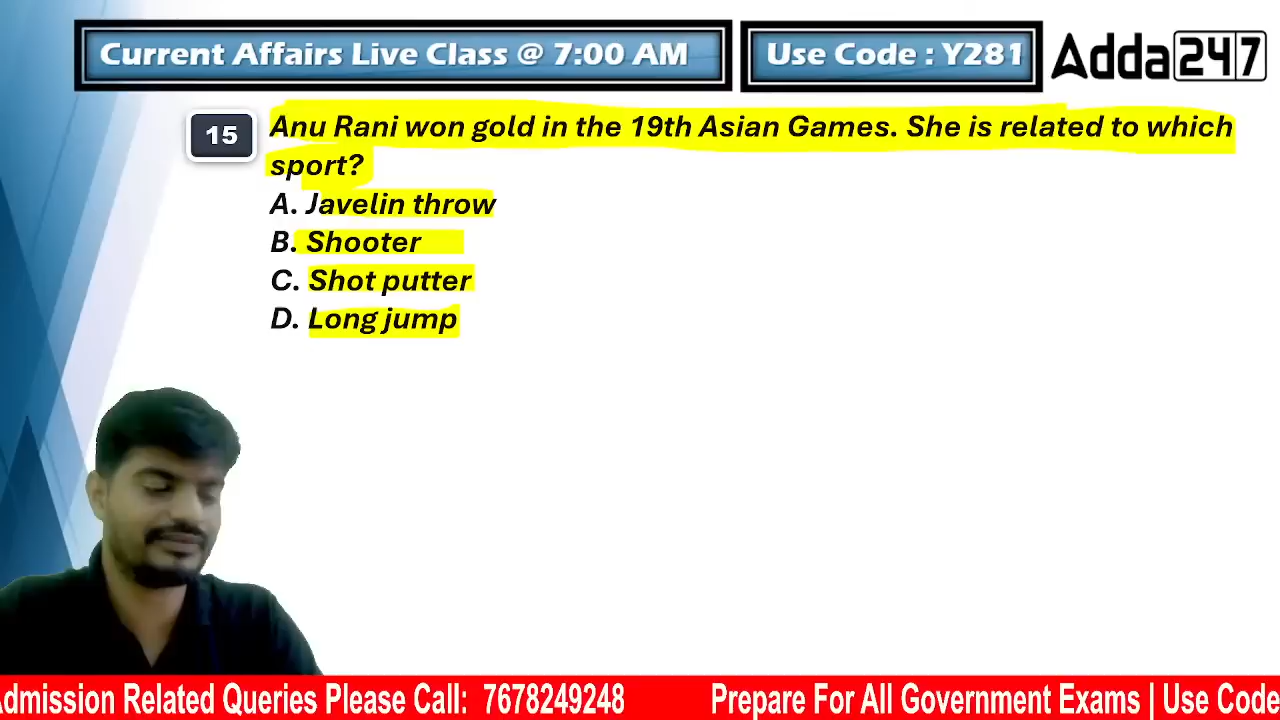 Current Affairs Live Class @ 7:00 AM
Use Code : Y281
Adda247
15
Anu Rani won gold in the 19th Asian Games. She is related to which
sport?
A. Javelin throw
B. Shooter
C. Shot putter
D. Long jump
Admission Related Queries Please Call: 7678249248
Prepare For All Government Exams | Use Code